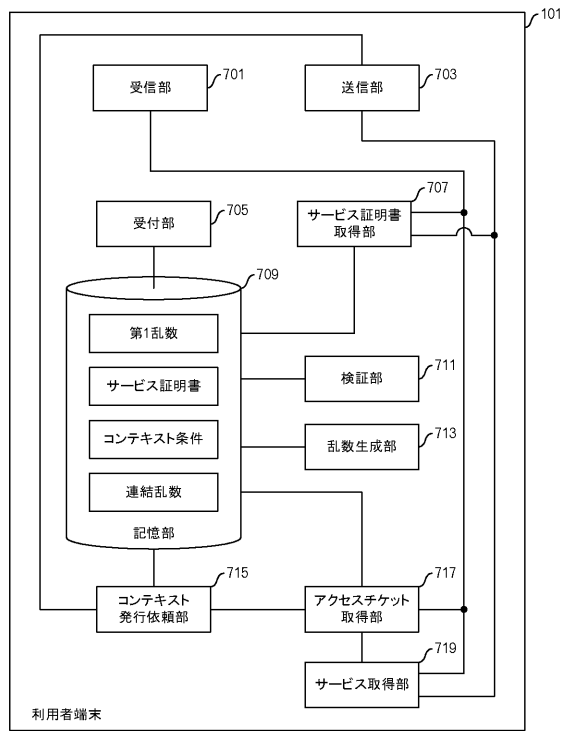 101
受信部
701
送信部
703
受付部
705
サービス証明書
取得部
707
709
第1乱数
サービス証明書
コンテキスト条件
連結乱数
記憶部
検証部
711
乱数生成部
713
コンテキスト
発行依頼部
715
アクセスチケット
取得部
717
サービス取得部
719
利用者端末